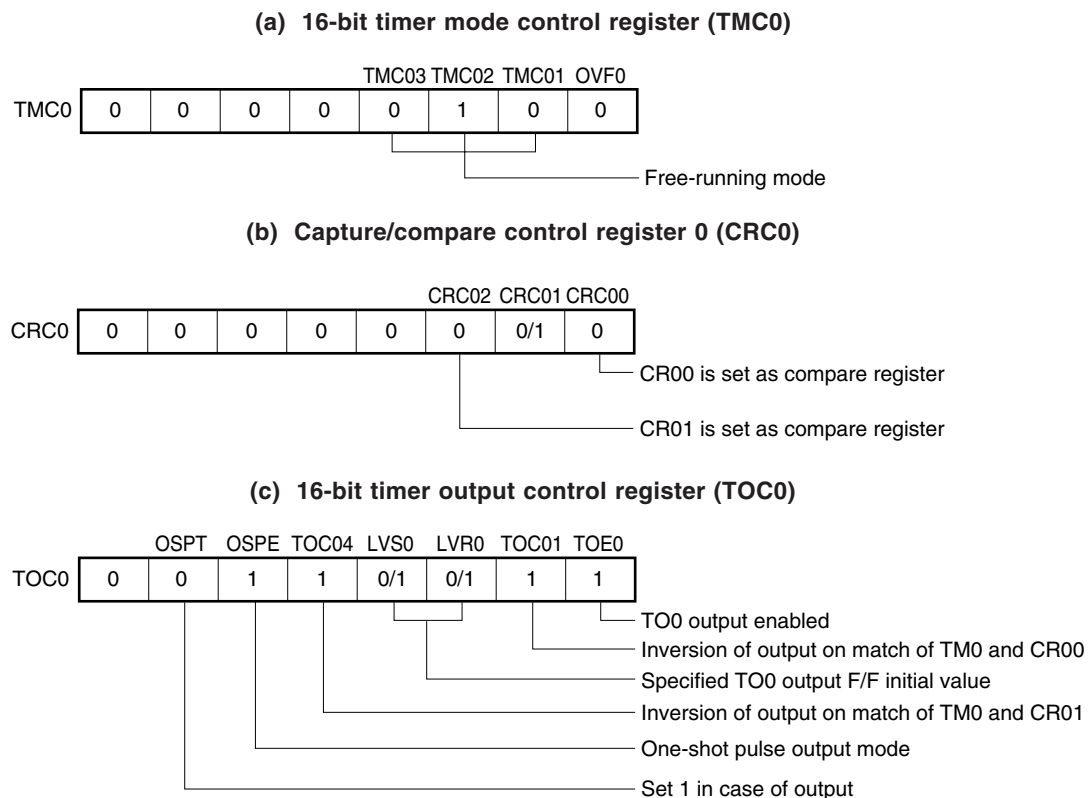 (a) 16-bit timer mode control register (TMC0)
TMC03 TMC02 TMC01 OVF0
TMC0 0 0 0 0 0 1 0 0
Free-running mode
(b) Capture/compare control register 0 (CRC0)
CRC02 CRC01 CRC00
CRC0 0 0 0 0 0 0 0/1 0
CR00 is set as compare register
CR01 is set as compare register
(c) 16-bit timer output control register (TOC0)
OSPT OSPE TOC04 LVS0 LVR0 TOC01 TOE0
TOC0 0 0 1 1 0/1 0/1 1 1
TO0 output enabled
Inversion of output on match of TM0 and CR00
Specified TO0 output F/F initial value
Inversion of output on match of TM0 and CR01
One-shot pulse output mode
Set 1 in case of output